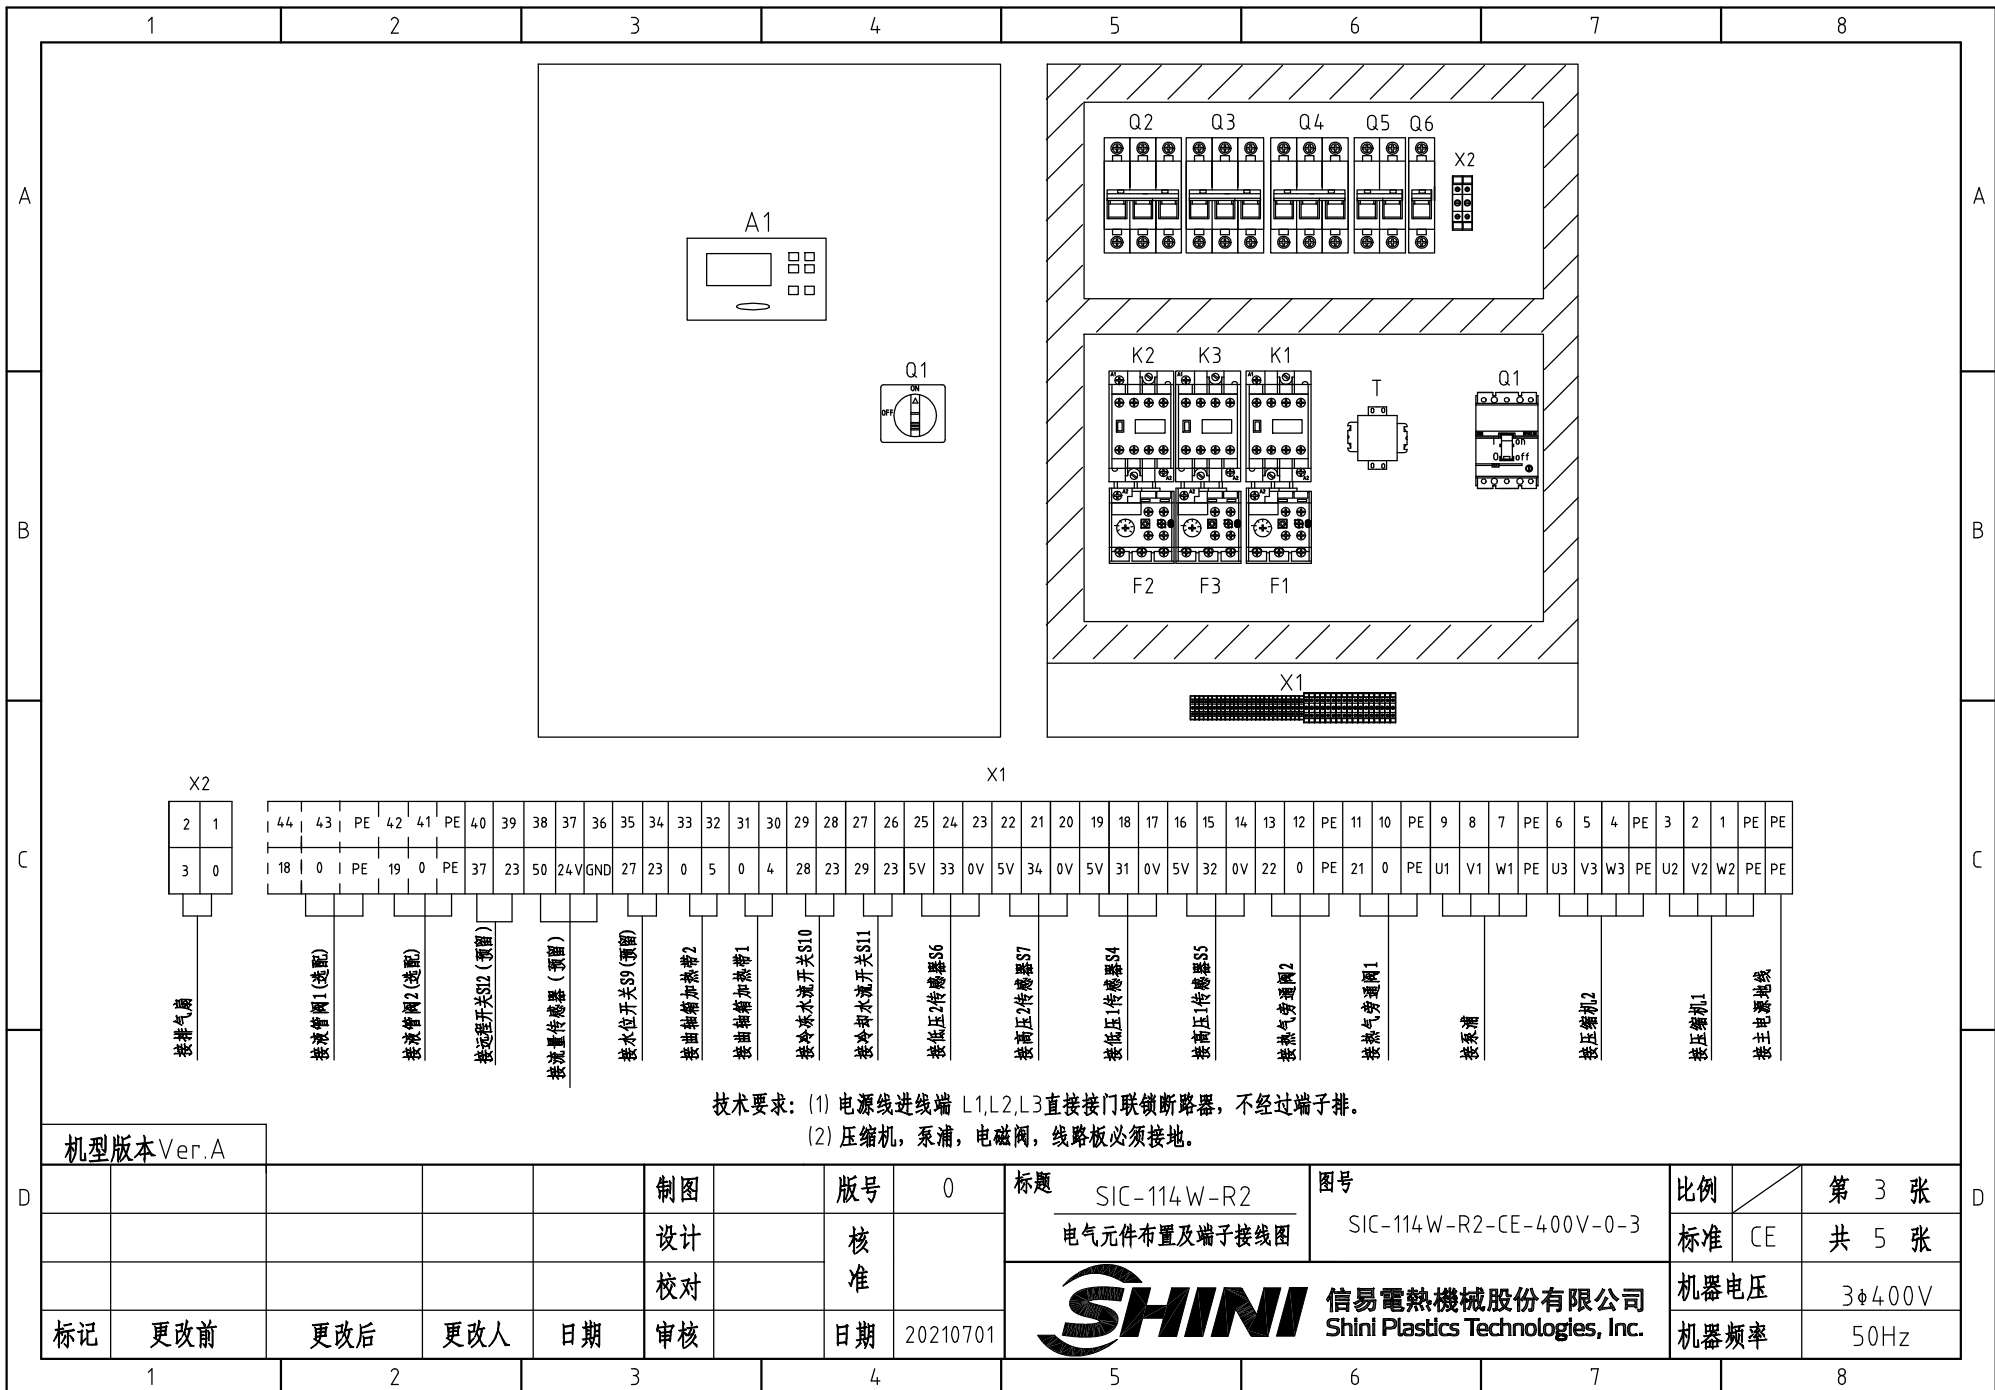 1 2 3 4 5 6 7 8
A A
B B
C C
D D
A1
Q1
ON
OFF
Q2 Q3 Q4 Q5 Q6
X2
K2 K3 K1
T
Q1
on
off
F2 F3 F1
X1
X2
2 1
3 0
X1
44 43 PE 42 41 PE 40 39 38 37 36 35 34 33 32 31 30 29 28 27 26 25 24 23 22 21 20 19 18 17 16 15 14 13 12 PE 11 10 PE 9 8 7 PE 6 5 4 PE 3 2 1 PE PE
18 0 PE 19 0 PE 37 23 50 24V GND 27 23 0 5 0 4 28 23 29 23 5V 33 0V 5V 34 0V 5V 31 0V 5V 32 0V 22 0 PE 21 0 PE U1 V1 W1 PE U3 V3 W3 PE U2 V2 W2 PE PE
接排气扇
接液管阀1(选配)
接液管阀2(选配)
接远程开关S12(预留)
接流量传感器(预留)
接水位开关S9(预留)
接曲轴箱加热带2
接曲轴箱加热带1
接冷冻水流开关S10
接冷却水流开关S11
接低压2传感器S6
接高压2传感器S7
接低压1传感器S4
接高压1传感器S5
接热气旁通阀2
接热气旁通阀1
接泵浦
接压缩机2
接压缩机1
接主电源地线
技术要求: (1) 电源线进线端 L1,L2,L3直接接门联锁断路器，不经过端子排。
(2) 压缩机，泵浦，电磁阀，线路板必须接地。
机型版本Ver.A
制图 版号 0
设计 核准
校对
标记 更改前 更改后 更改人 日期 审核 日期 20210701
标题 SIC-114W-R2
电气元件布置及端子接线图
图号
SIC-114W-R2-CE-400V-0-3
比例 第 3 张
标准 CE 共 5 张
机器电压 3ϕ400V
机器频率 50Hz
SHINI
信易電熱機械股份有限公司
Shini Plastics Technologies, Inc.
1 2 3 4 5 6 7 8